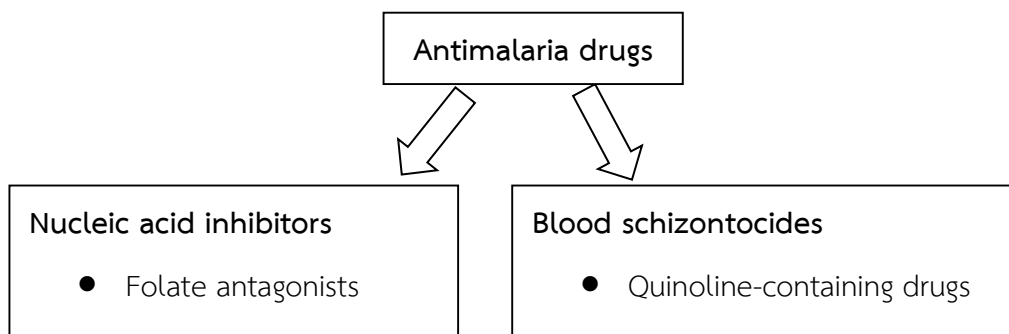 Antimalaria drugs
Nucleic acid inhibitors
● Folate antagonists
Blood schizontocides
● Quinoline-containing drugs